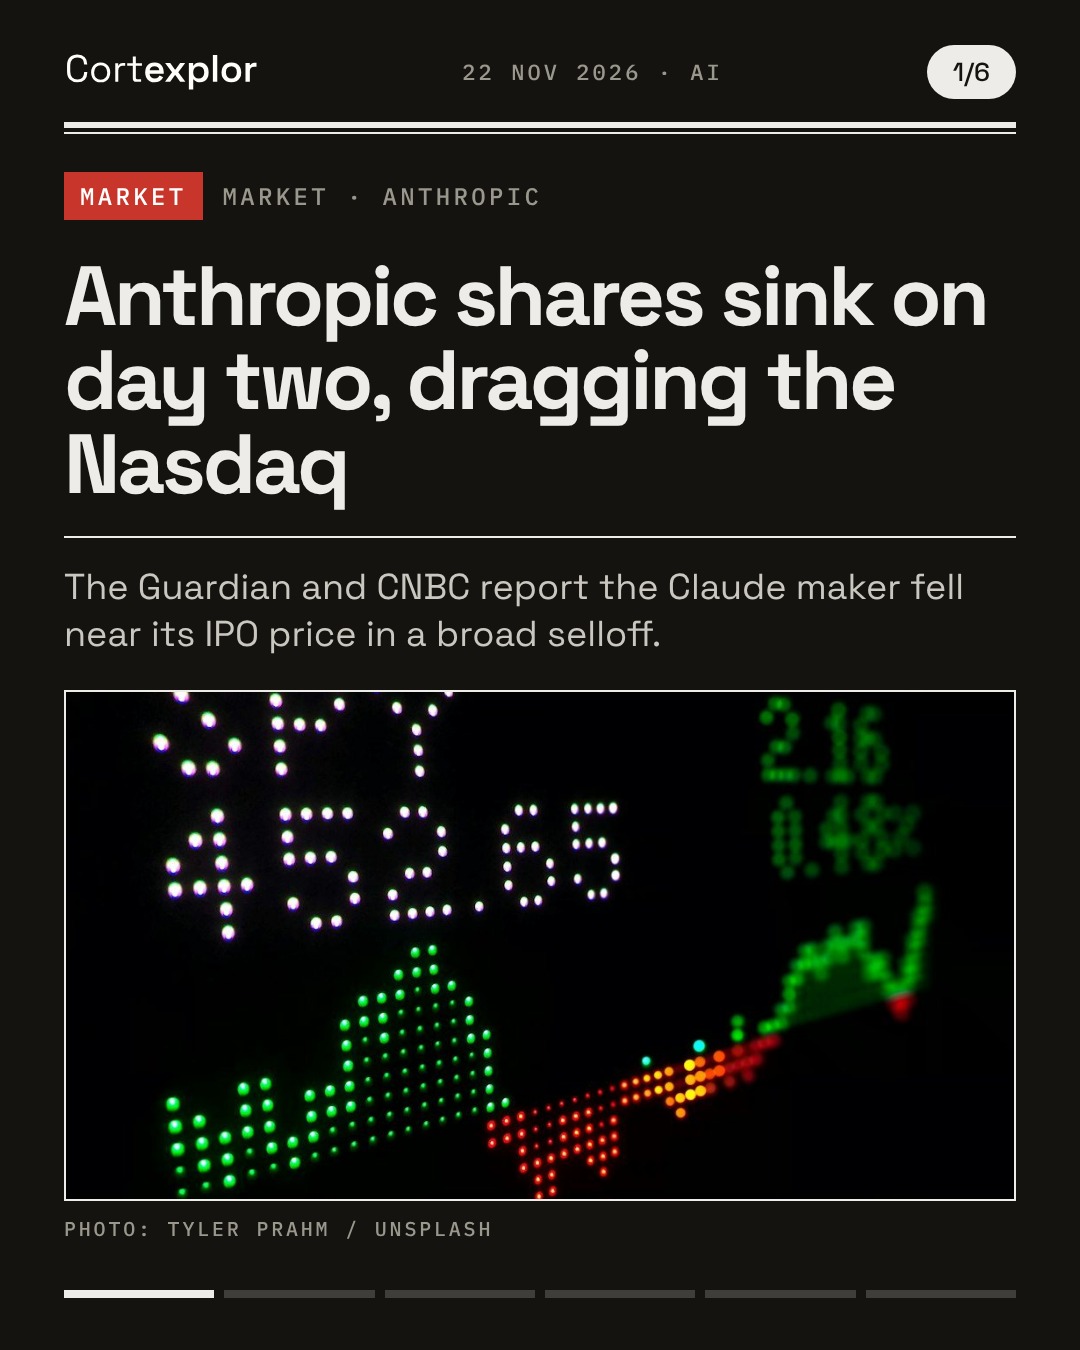 Cortexplor
22 NOV 2026 · AI
1/6
MARKET
MARKET · ANTHROPIC
Anthropic shares sink on
day two, dragging the
Nasdaq
The Guardian and CNBC report the Claude maker fell
near its IPO price in a broad selloff.
452.65
2.16
0.48%
PHOTO: TYLER PRAHM / UNSPLASH